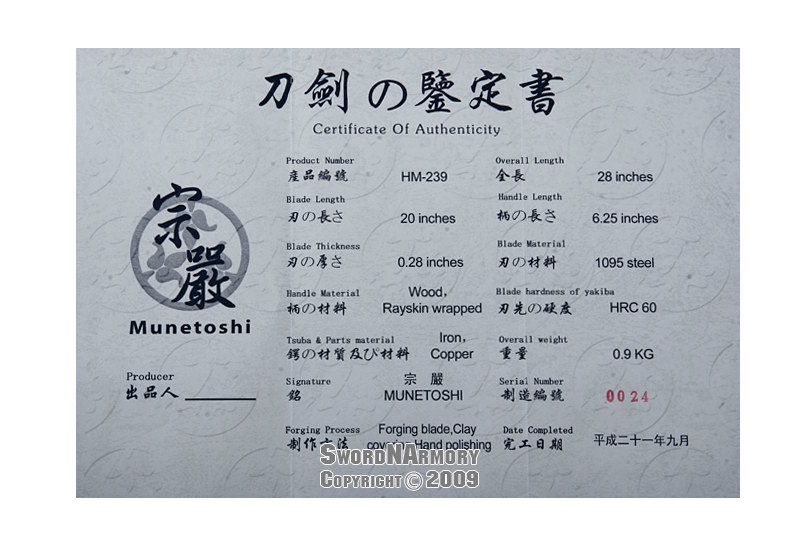 刀劍の鑒定書
Certificate Of Authenticity
Product Number
産品編號 HM-239
Overall Length
全長 28 inches
Blade Length
刃の長さ 20 inches
Handle Length
柄の長さ 6.25 inches
Blade Thickness
刃の厚さ 0.28 inches
Blade Material
刃の材料 1095 steel
Handle Material
柄の材料 Wood, Rayskin wrapped
Blade hardness of yakiba
刃先の硬度 HRC 60
Tsuba & Parts material
鍔の材質及び材料 Iron, Copper
Overall weight
重量 0.9 KG
Signature
銘 宗 嚴 MUNETOSHI
Serial Number
制造編號 0024
Forging Process
制作方法 Forging blade,Clay covering,Hand polishing
Date Completed
完工日期 平成二十一年九月
宗嚴
Munetoshi
Producer
出品人
SwordNArmory
Copyright © 2009